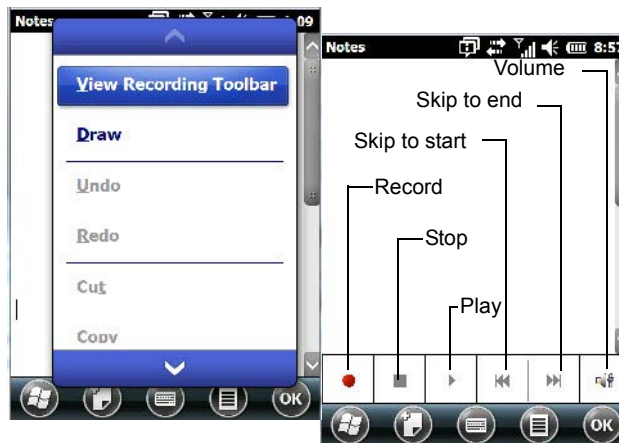 Notes
09
View Recording Toolbar
Draw
Undo
Redo
Cut
Copy
OK
Notes
8:57
Volume
Skip to end
Skip to start
Record
Stop
Play
OK